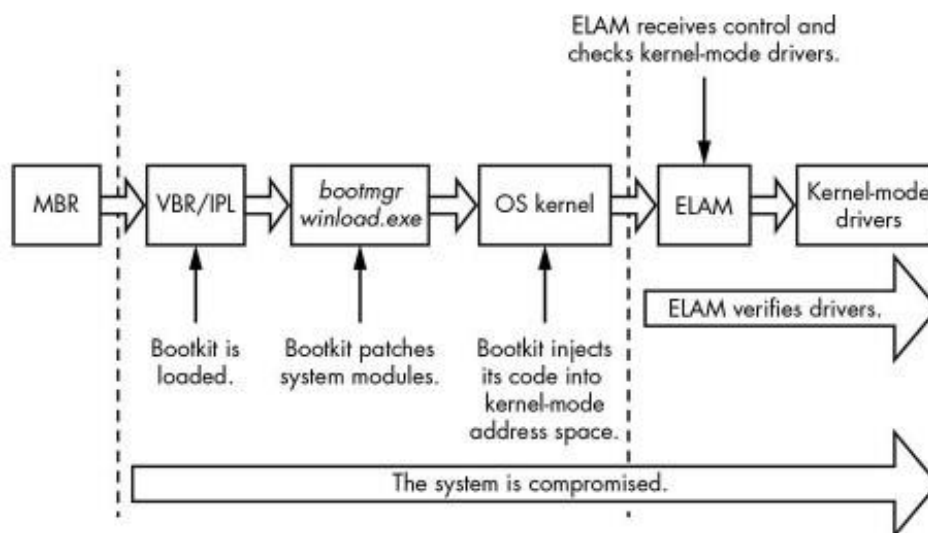 ELAM receives control and
checks kernel-mode drivers.
MBR
VBR/IPL
bootmgr
winload.exe
OS kernel
ELAM
Kernel-mode
drivers
ELAM verifies drivers.
Bootkit is
loaded.
Bootkit patches
system modules.
Bootkit injects
its code into
kernel-mode
address space.
The system is compromised.